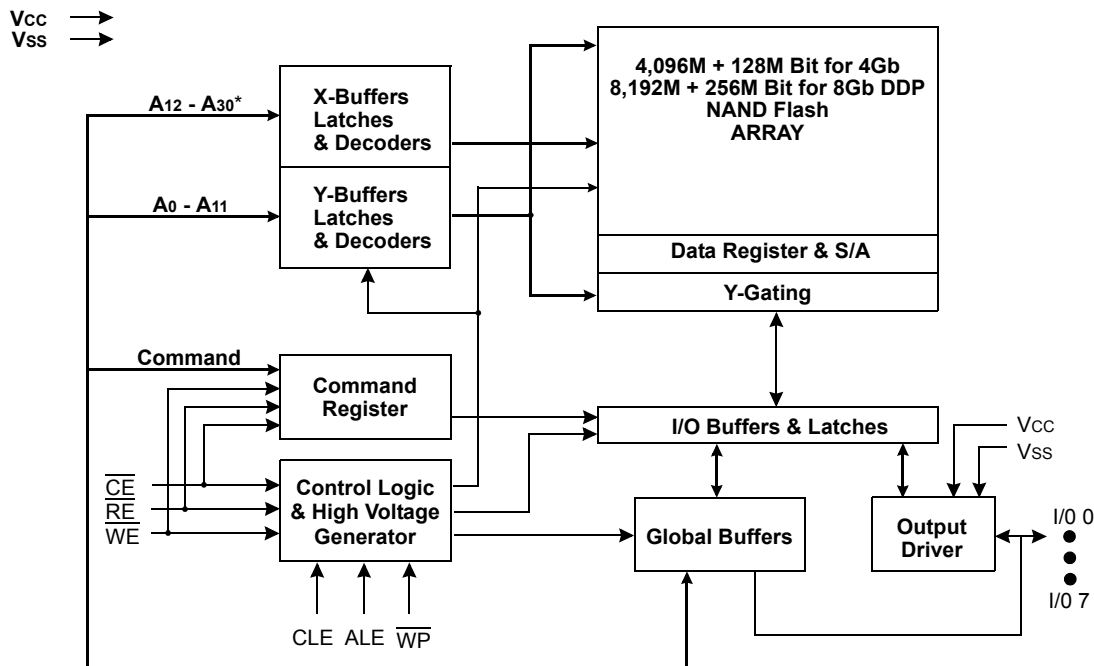 VCC
VSS
A12 - A30*
X-Buffers
Latches
& Decoders
A0 - A11
Y-Buffers
Latches
& Decoders
4,096M + 128M Bit for 4Gb
8,192M + 256M Bit for 8Gb DDP
NAND Flash
ARRAY
Data Register & S/A
Y-Gating
Command
Command
Register
I/O Buffers & Latches
VCC
VSS
CE
RE
WE
Control Logic
& High Voltage
Generator
Global Buffers
Output
Driver
I/0 0
I/0 7
CLE
ALE
WP